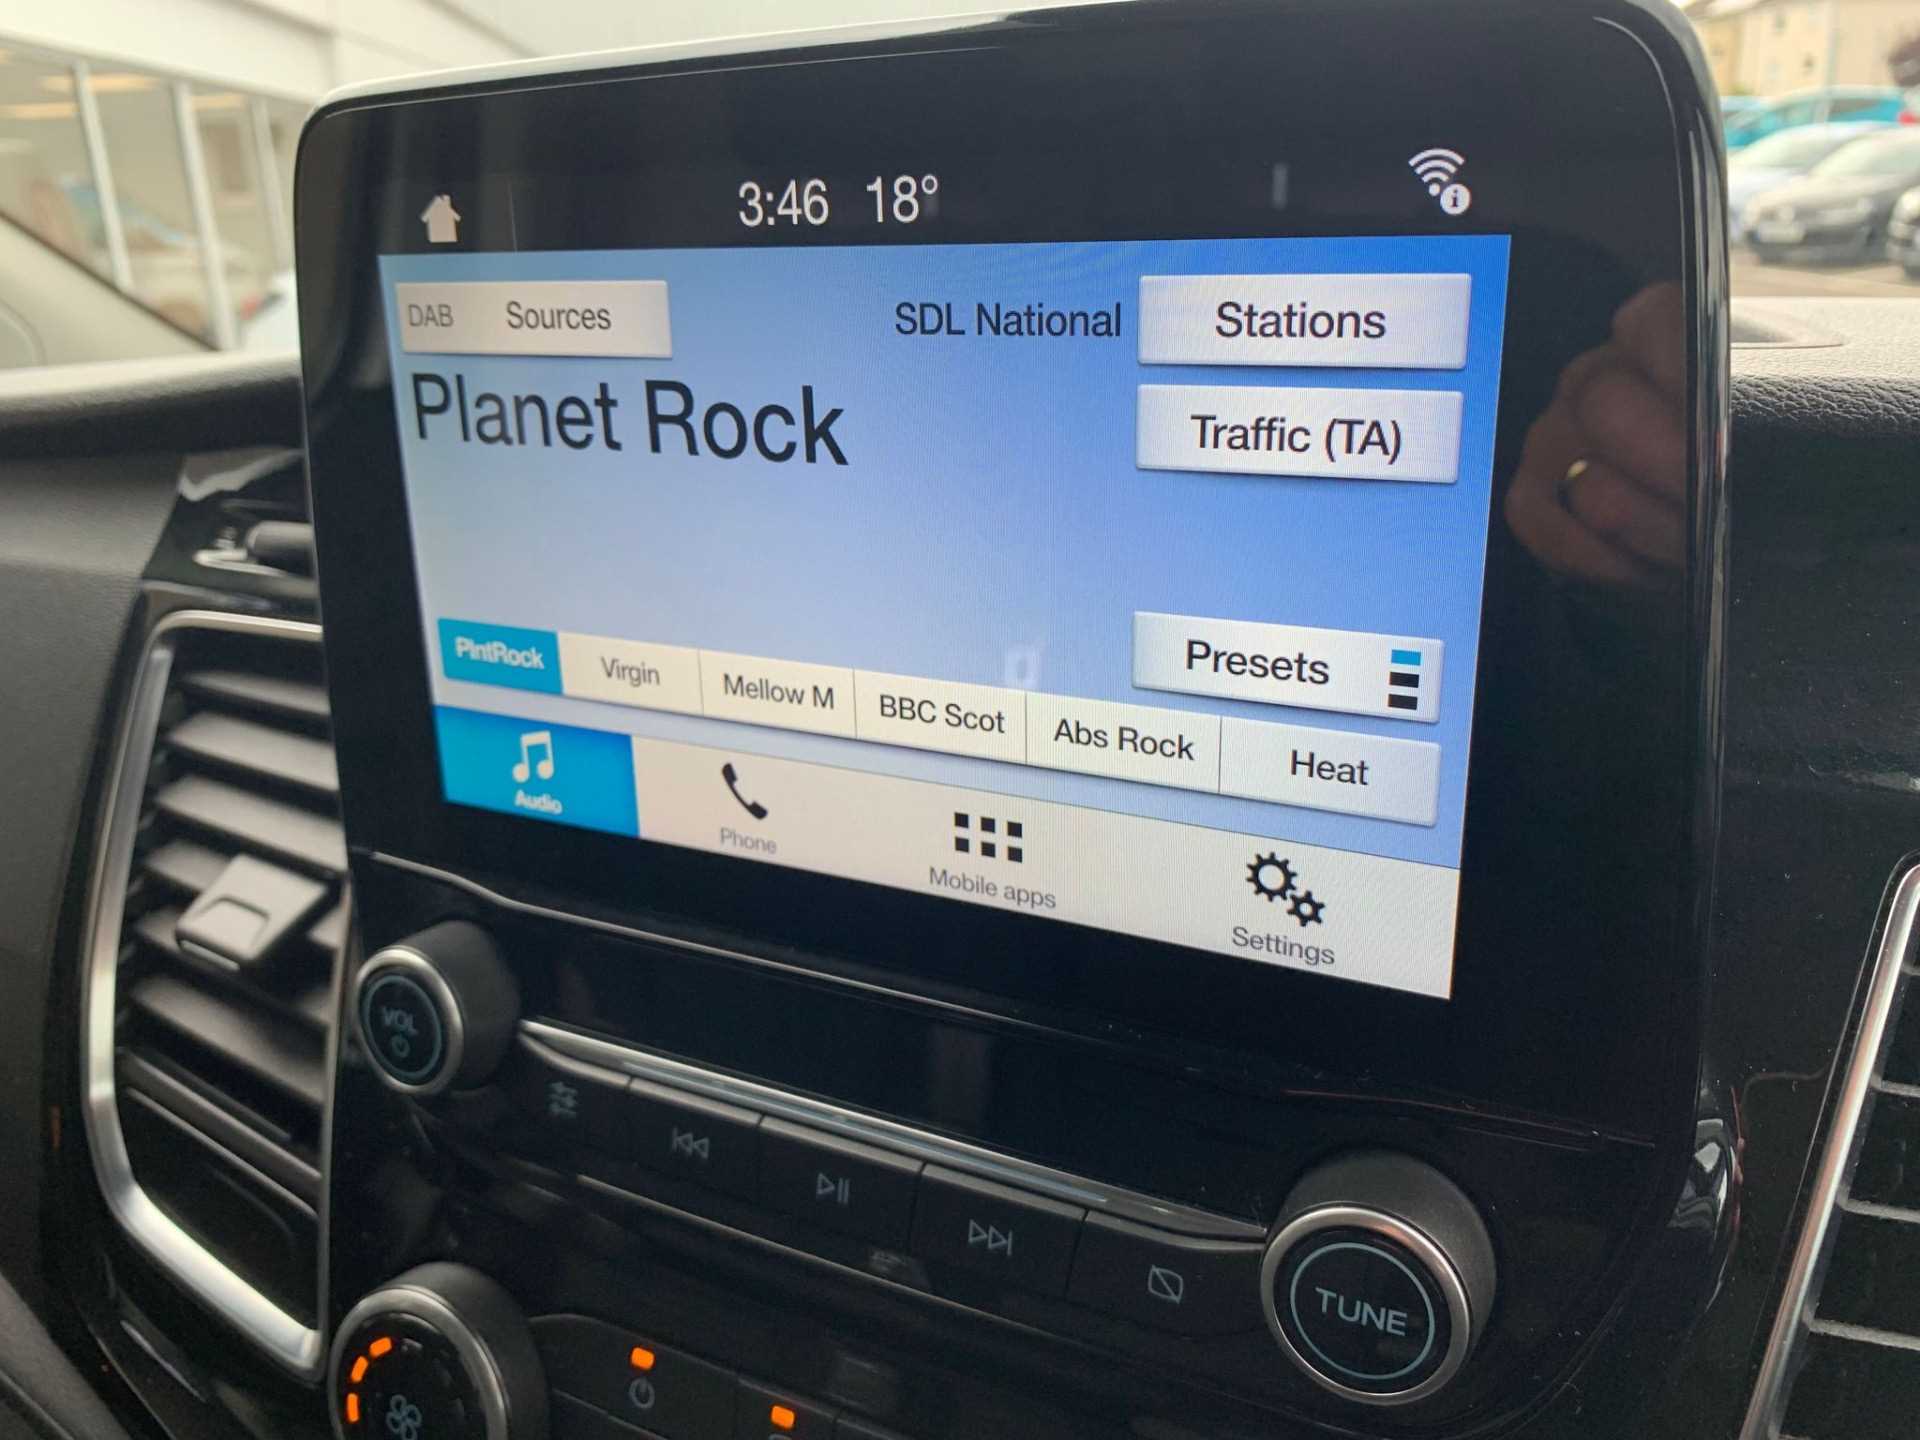 3:46 18°
DAB Sources
SDL National
Stations
Planet Rock
Traffic (TA)
Presets
PlntRock
Virgin
Mellow M
BBC Scot
Abs Rock
Heat
Audio
Phone
Mobile apps
Settings
VOL
TUNE